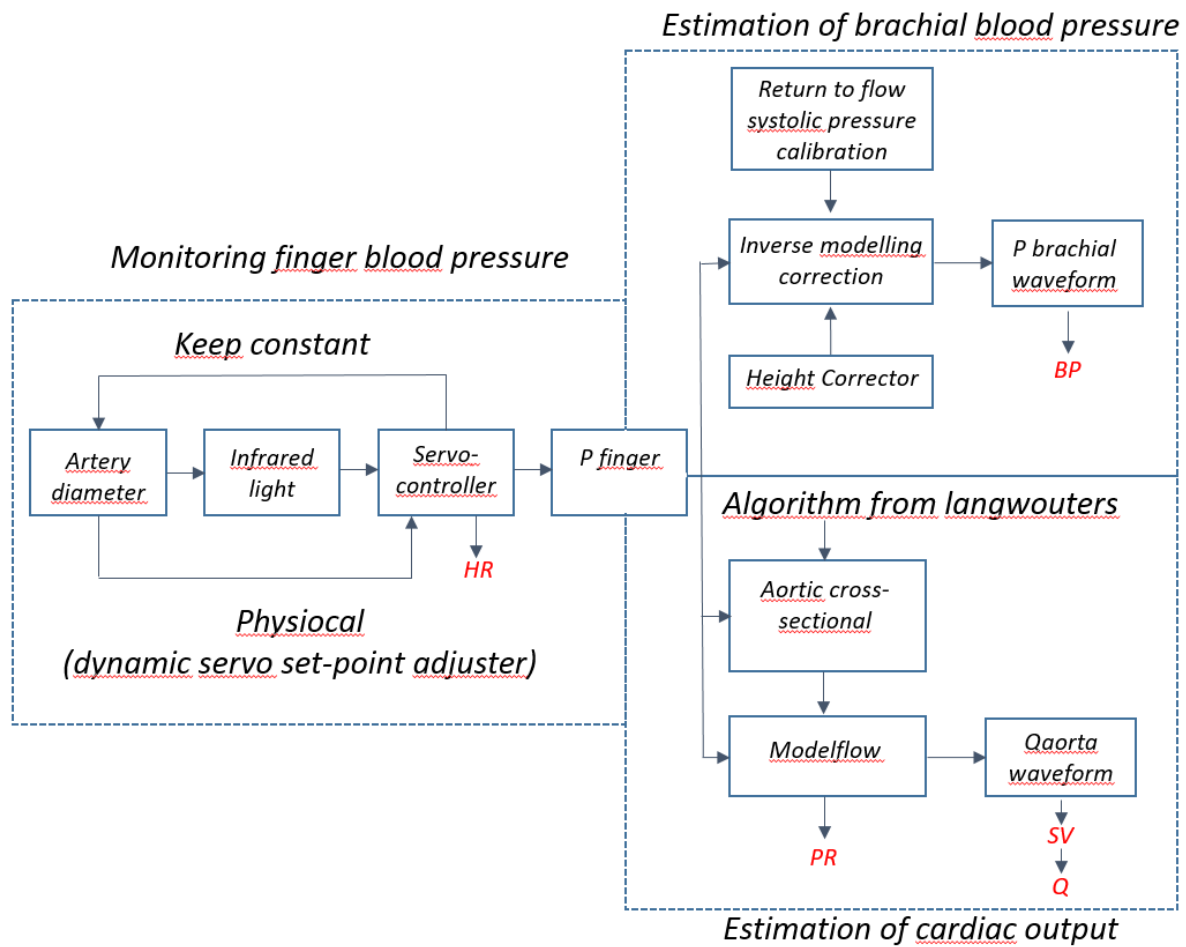 Estimation of brachial blood pressure
Return to flow
systolic pressure
calibration
Inverse modelling
correction
P brachial
waveform
BP
Height Corrector
Monitoring finger blood pressure
Keep constant
Artery
diameter
Infrared
light
Servo-
controller
P finger
HR
Physiocal
(dynamic servo set-point adjuster)
Algorithm from langwouters
Aortic cross-
sectional
Modelflow
Qaorta
waveform
PR
SV
Q
Estimation of cardiac output